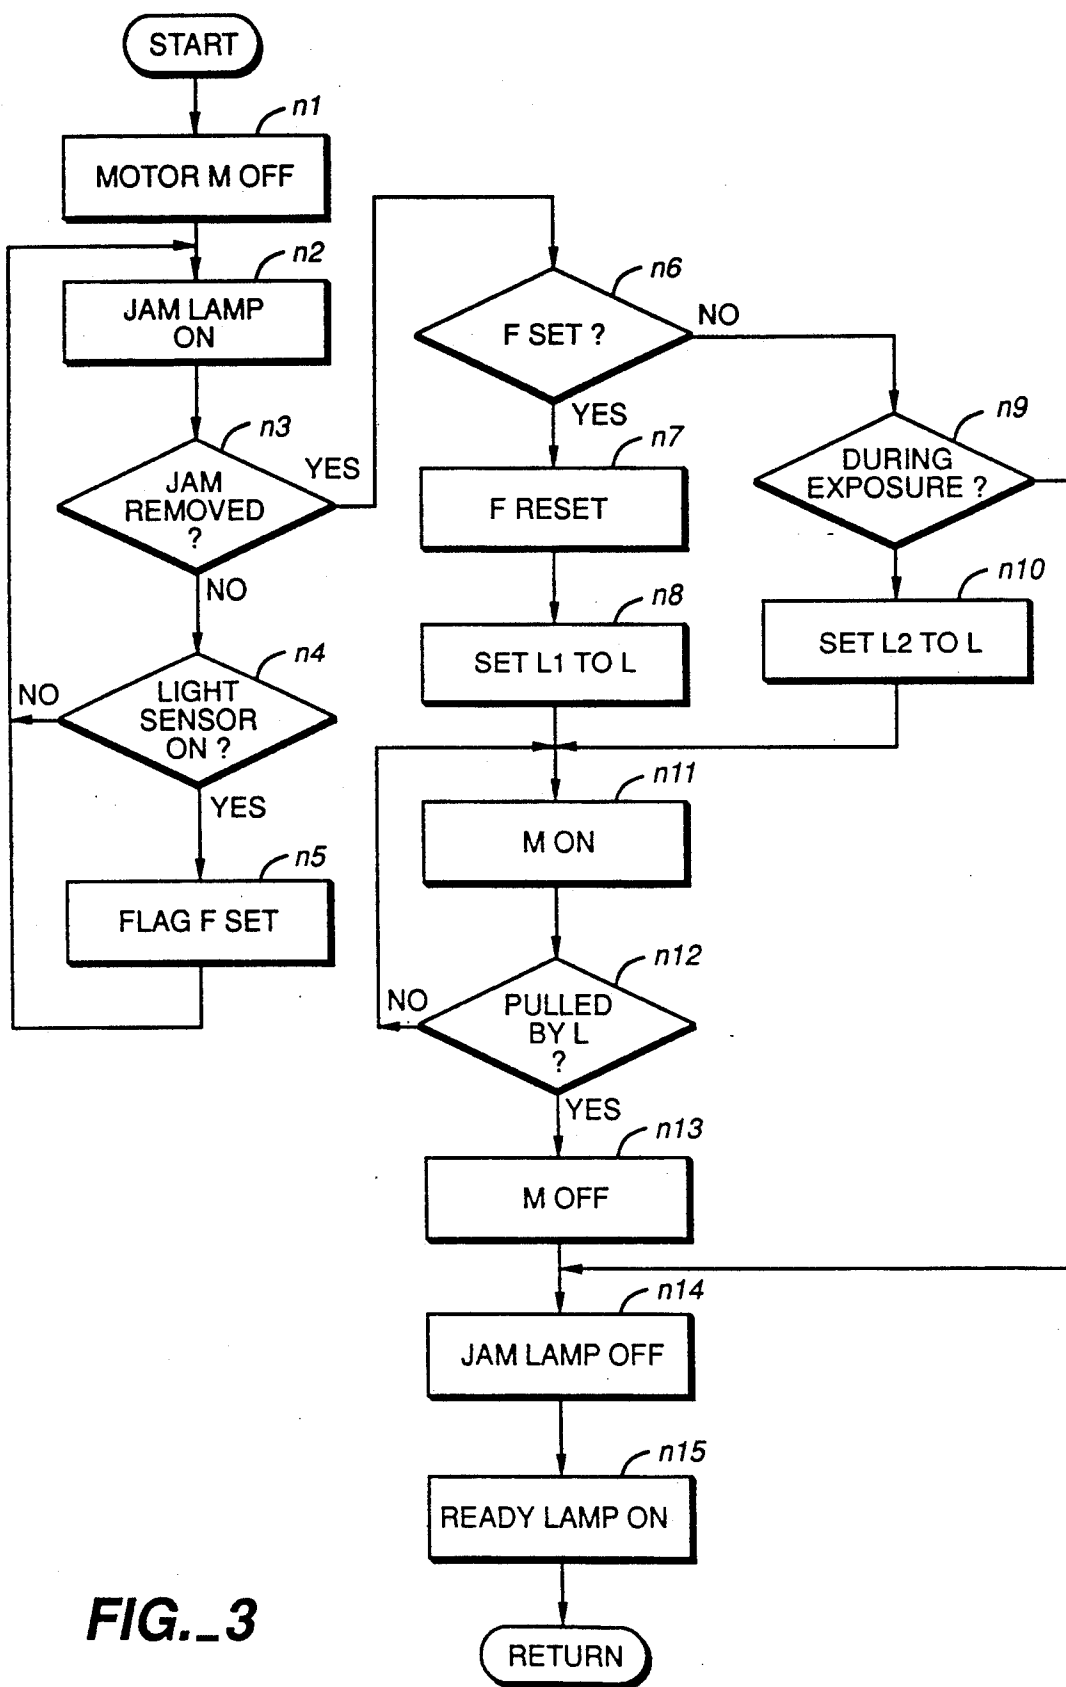 START
n1
MOTOR M OFF
n2
JAM LAMP
ON
n3
JAM
REMOVED
?
YES
NO
n4
LIGHT
SENSOR
ON ?
NO
YES
n5
FLAG F SET
n6
F SET ?
NO
YES
n7
F RESET
n8
SET L1 TO L
n9
DURING
EXPOSURE ?
n10
SET L2 TO L
n11
M ON
n12
PULLED
BY L
?
NO
YES
n13
M OFF
n14
JAM LAMP OFF
n15
READY LAMP ON
RETURN
FIG._3